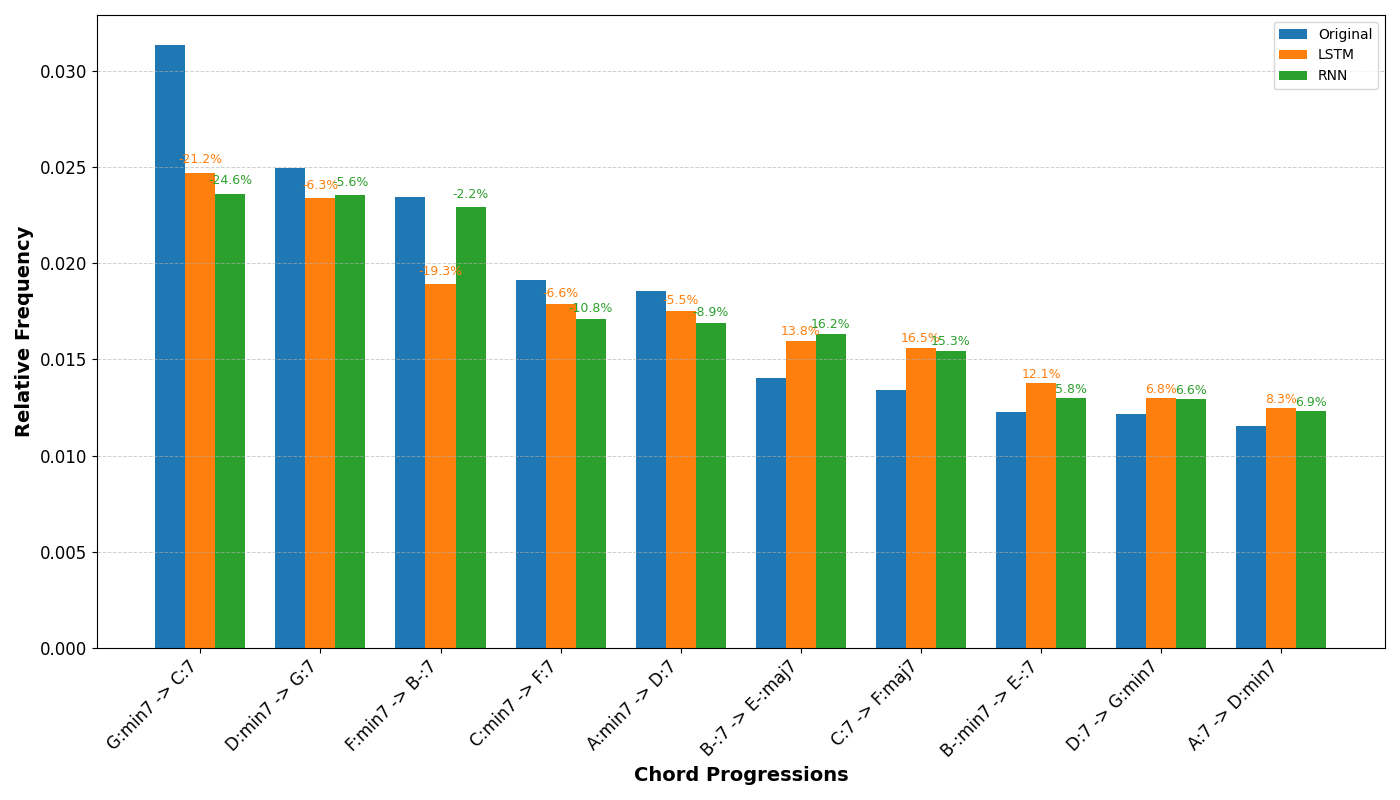 Original
LSTM
RNN
0.030
0.025
0.020
0.015
0.010
0.005
0.000
Relative Frequency
-21.2%
-24.6%
-6.3%
-5.6%
-19.3%
-2.2%
-6.6%
-10.8%
-5.5%
-8.9%
13.8%
16.2%
16.5%
15.3%
12.1%
5.8%
6.8%
6.6%
8.3%
6.9%
G:min7 -> C:7
D:min7 -> G:7
F:min7 -> B-:7
C:min7 -> F:7
A:min7 -> D:7
B-:7 -> E-:maj7
C:7 -> F:maj7
B-:min7 -> E-:7
D:7 -> G:min7
A:7 -> D:min7
Chord Progressions